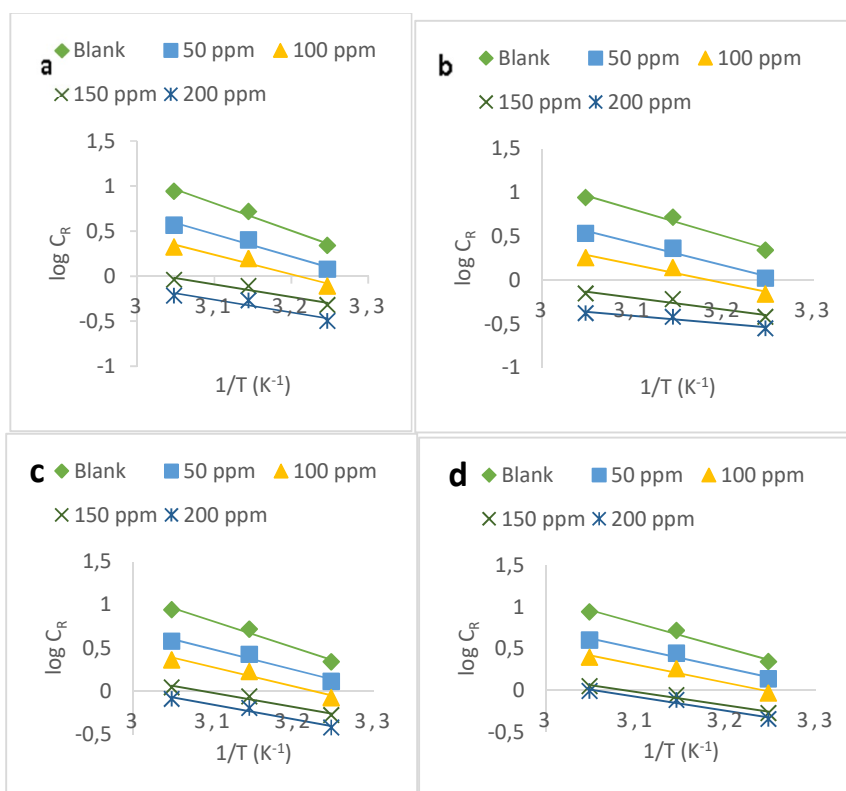 a
Blank 50 ppm 100 ppm
150 ppm 200 ppm
1,5
1
0,5
0
-0,5
-1
3 3,1 3,2 3,3
log C_R
1/T (K⁻¹)
b
Blank 50 ppm 100 ppm
150 ppm 200 ppm
1,5
1
0,5
0
-0,5
-1
3 3,1 3,2 3,3
log C_R
1/T (K⁻¹)
c
Blank 50 ppm 100 ppm
150 ppm 200 ppm
1,5
1
0,5
0
-0,5
3 3,1 3,2 3,3
log C_R
1/T (K⁻¹)
d
Blank 50 ppm 100 ppm
150 ppm 200 ppm
1,5
1
0,5
0
-0,5
3 3,1 3,2 3,3
log C_R
1/T (K⁻¹)